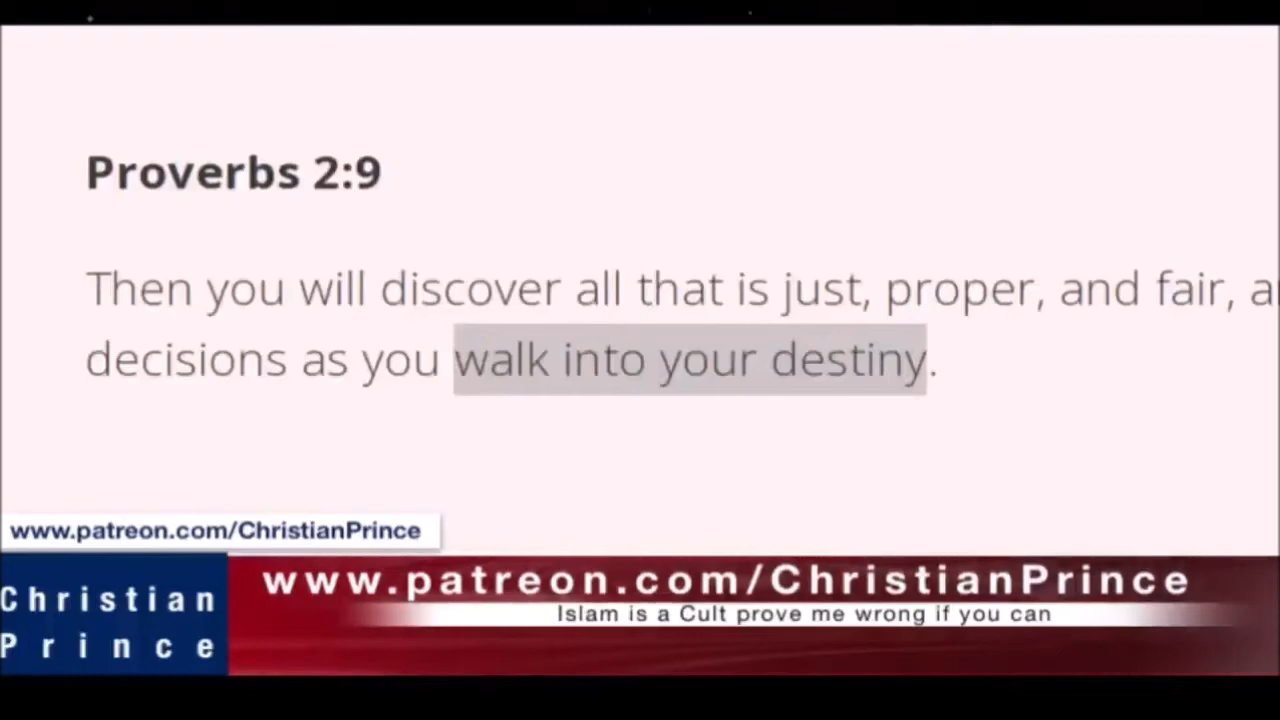 Proverbs 2:9
Then you will discover all that is just, proper, and fair, a
decisions as you walk into your destiny.
www.patreon.com/ChristianPrince
Christian
Prince
www.patreon.com/ChristianPrince
Islam is a Cult prove me wrong if you can